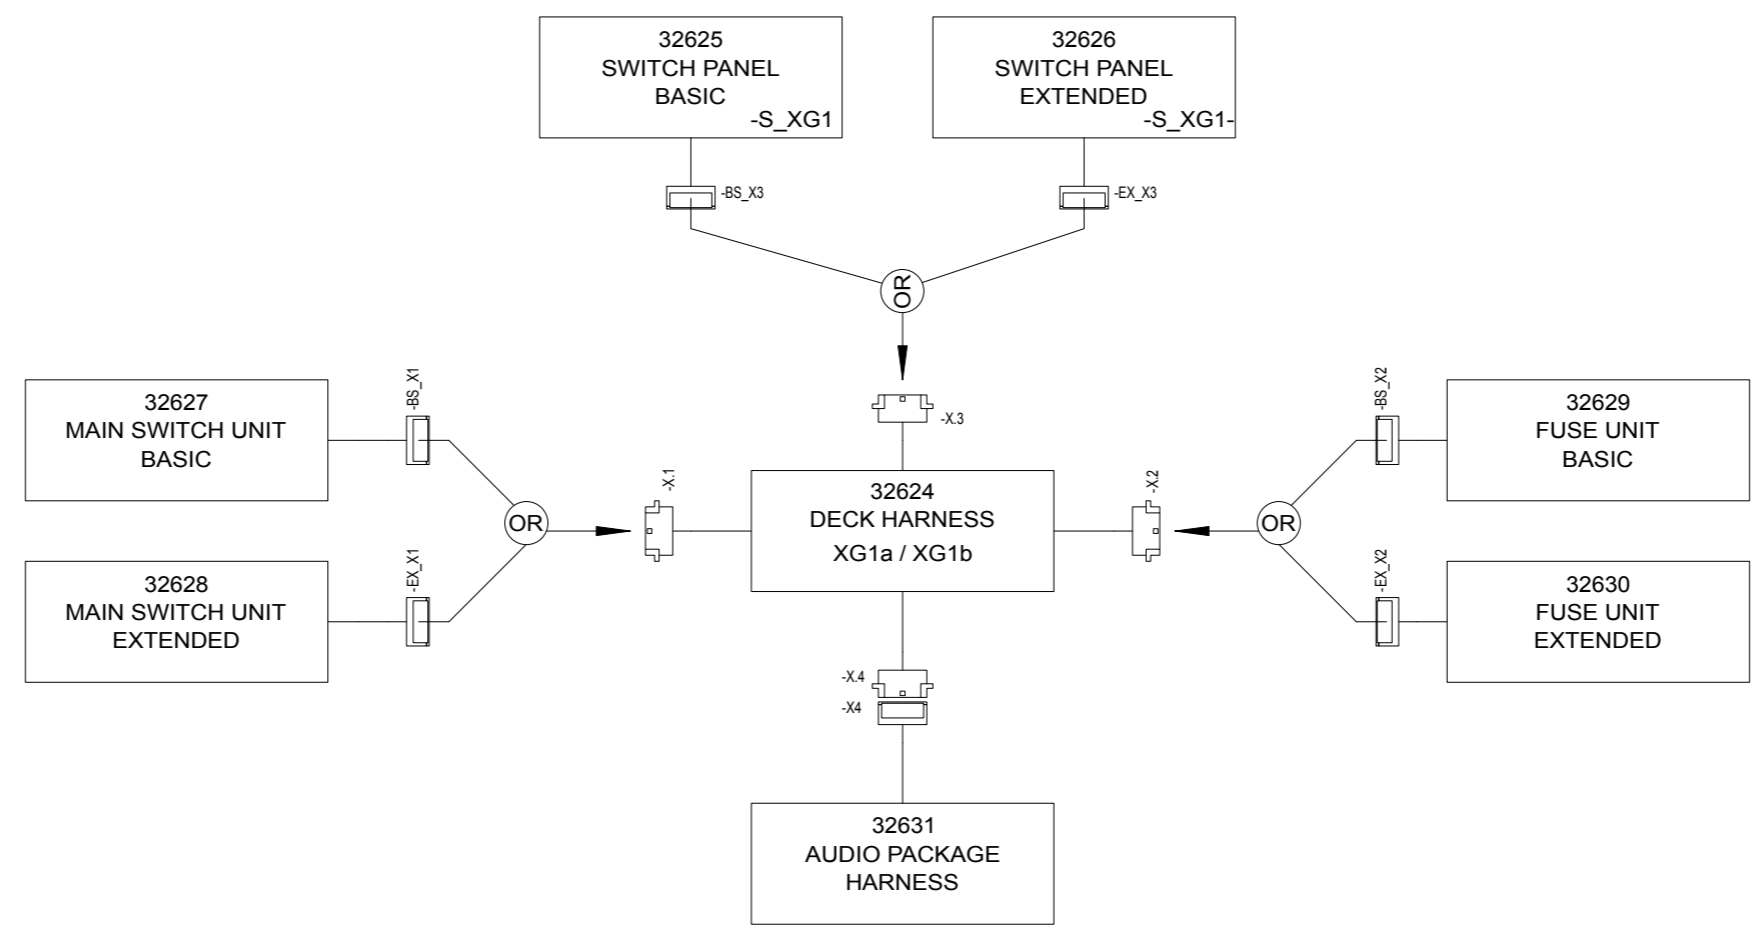 32625
SWITCH PANEL
BASIC
-S_XG1
32626
SWITCH PANEL
EXTENDED
-S_XG1-
-BS_X3
-EX_X3
OR
-X.3
32627
MAIN SWITCH UNIT
BASIC
-BS_X1
32628
MAIN SWITCH UNIT
EXTENDED
-EX_X1
OR
-X.1
32624
DECK HARNESS
XG1a / XG1b
-X.2
OR
-BS_X2
32629
FUSE UNIT
BASIC
-EX_X2
32630
FUSE UNIT
EXTENDED
-X.4
-X4
32631
AUDIO PACKAGE
HARNESS